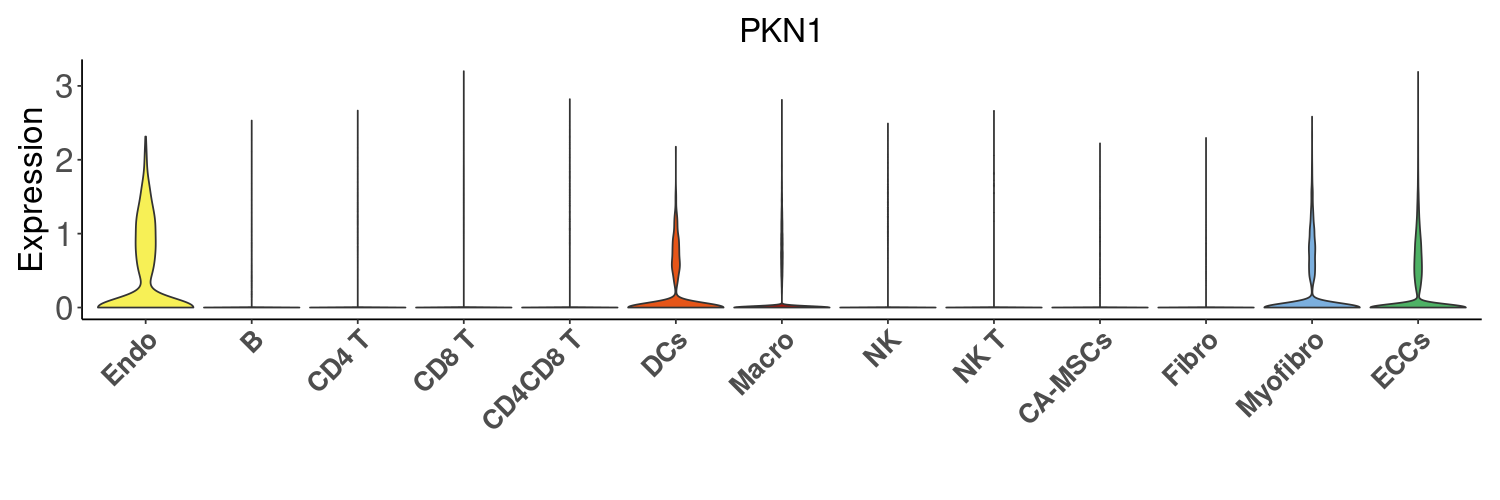 PKN1
Expression
3
2
1
0
Endo
B
CD4 T
CD8 T
CD4CD8 T
DCs
Macro
NK
NK T
CA-MSCs
Fibro
Myofibro
ECCs